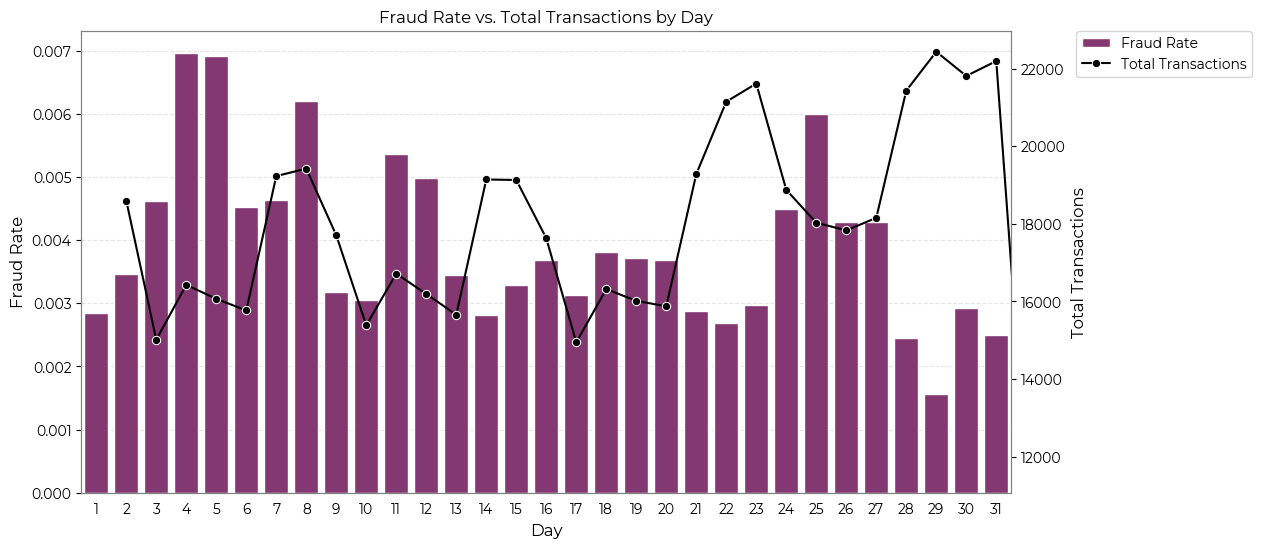 Fraud Rate vs. Total Transactions by Day
Fraud Rate
Total Transactions
0.007
0.006
0.005
0.004
0.003
0.002
0.001
0.000
Fraud Rate
22000
20000
18000
16000
14000
12000
Total Transactions
1 2 3 4 5 6 7 8 9 10 11 12 13 14 15 16 17 18 19 20 21 22 23 24 25 26 27 28 29 30 31
Day